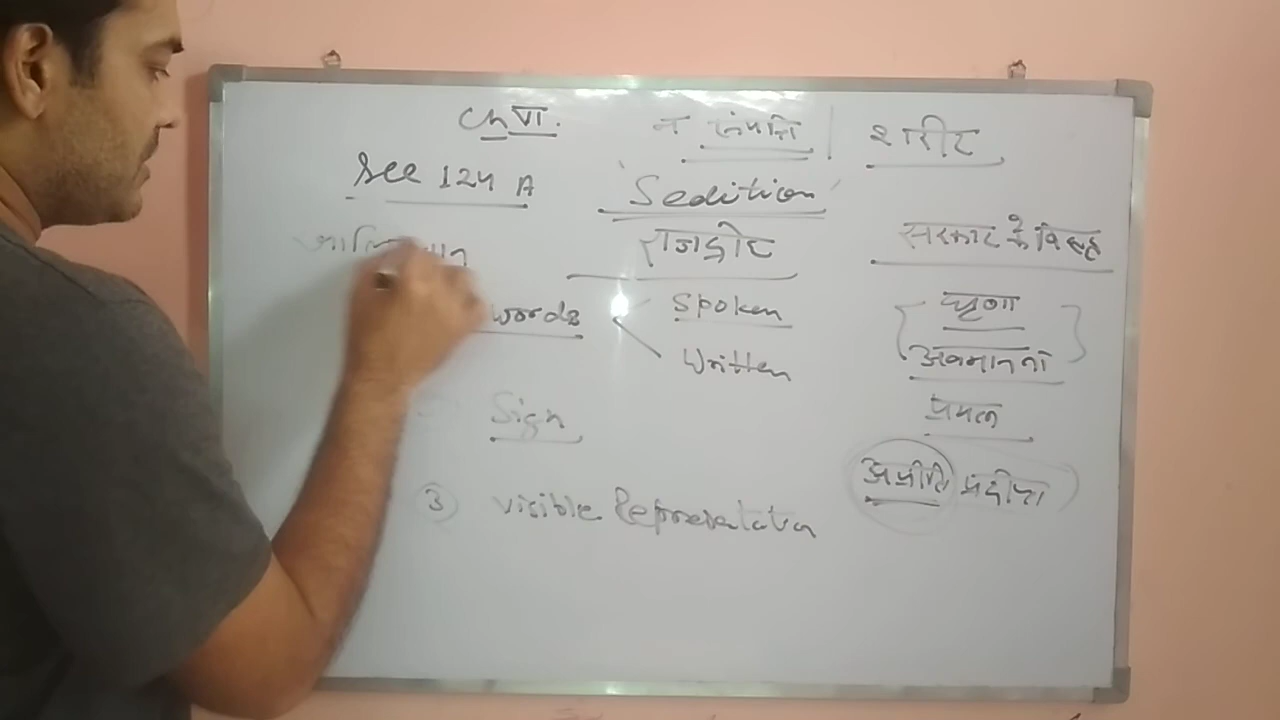 Ch VI.
न संपत्ति | शरीर
Sec 124 A
'Sedition'
राजद्रोह
सरकार के विरुद्ध
words
Spoken
Written
घृणा
अवमानना
Sign
प्रयत्न
अप्रीति प्रदीप्त
3) Visible Representation